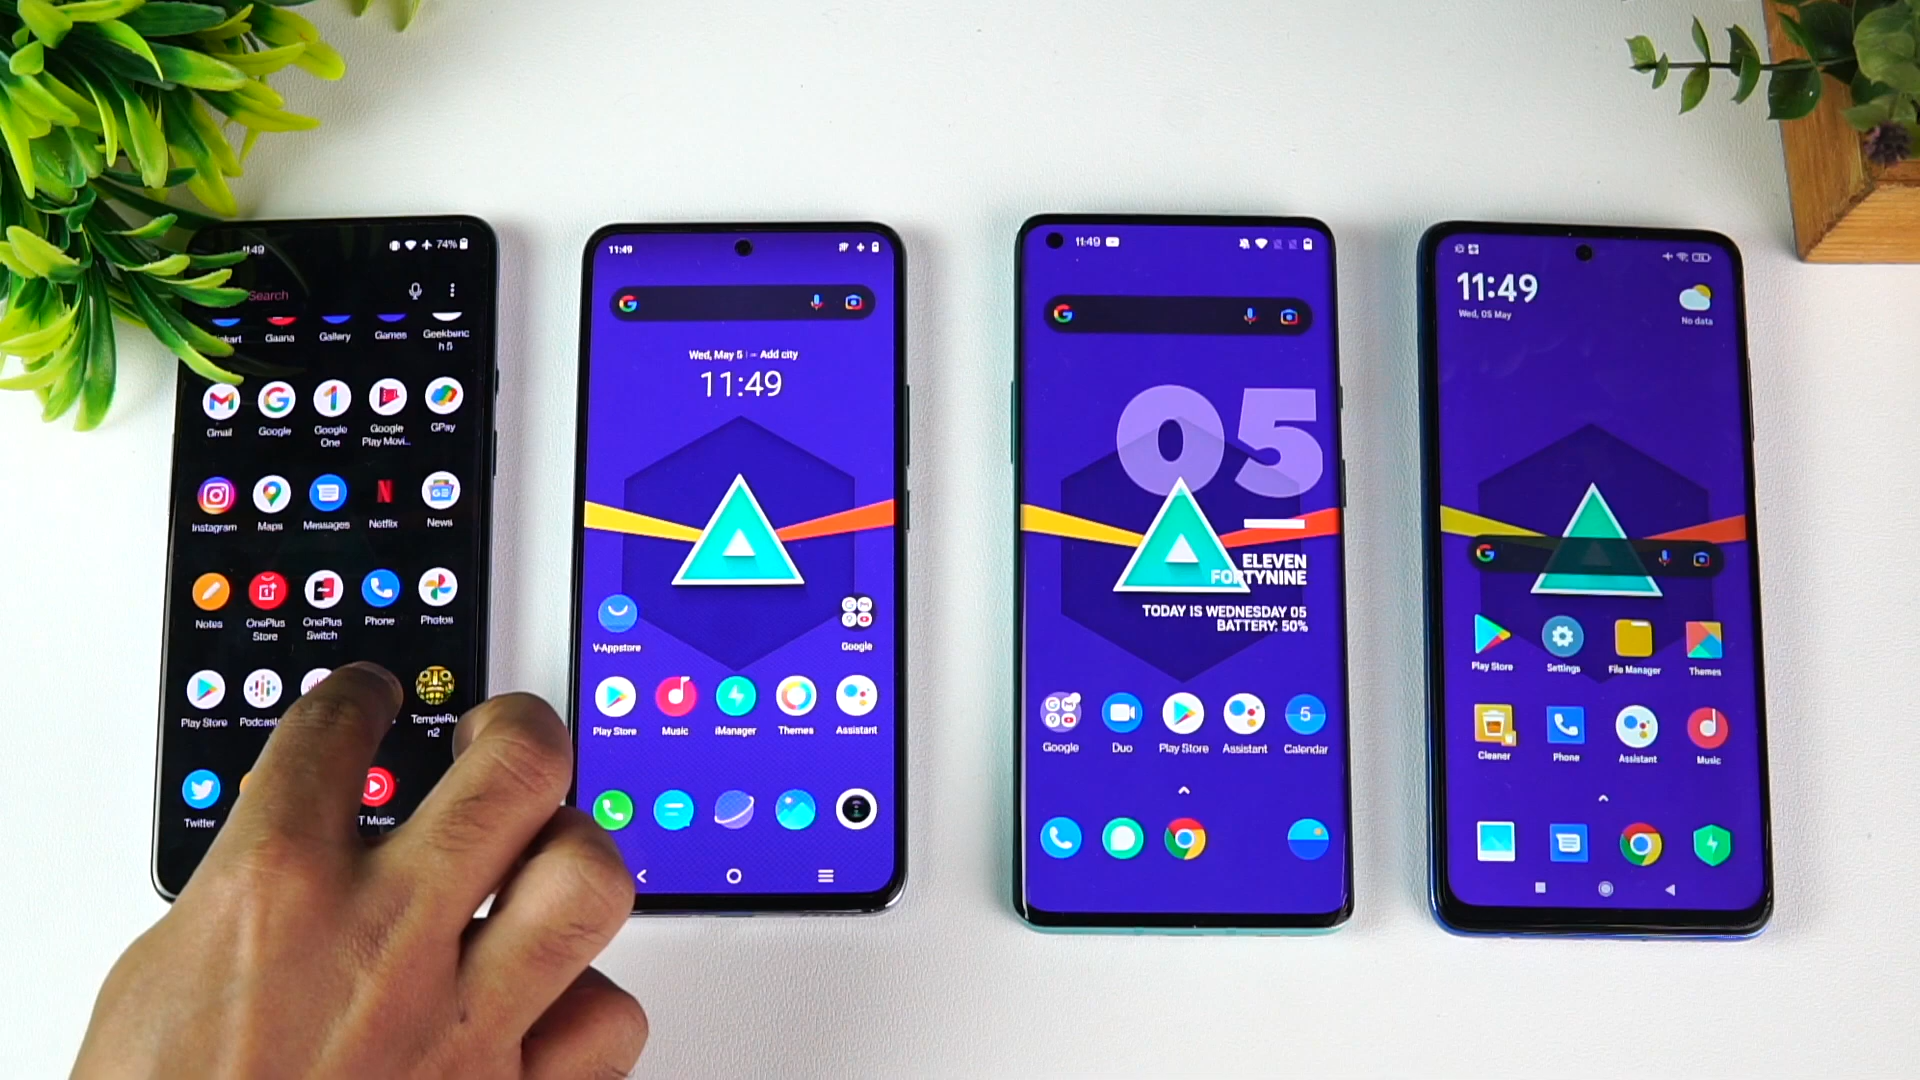 11:49
74%
Search
Gaana
Gallery
Games
Geekbenc
h 5
Gmail
Google
Google
One
Google
Play Movi...
GPay
Instagram
Maps
Messages
Netflix
News
Notes
OnePlus
Store
OnePlus
Switch
Phone
Photos
Play Store
TempleRu
n2
Twitter
T Music
11:49
Wed, May 5
Add city
11:49
V-Appstore
Google
Play Store
Music
iManager
Themes
Assistant
11:49
05
ELEVEN
FORTYNINE
TODAY IS WEDNESDAY 05
BATTERY: 50%
Google
Duo
Play Store
Assistant
5
Calendar
11:49
Wed, 05 May
No data
Play Store
Settings
File Manager
Themes
Cleaner
Phone
Assistant
Music